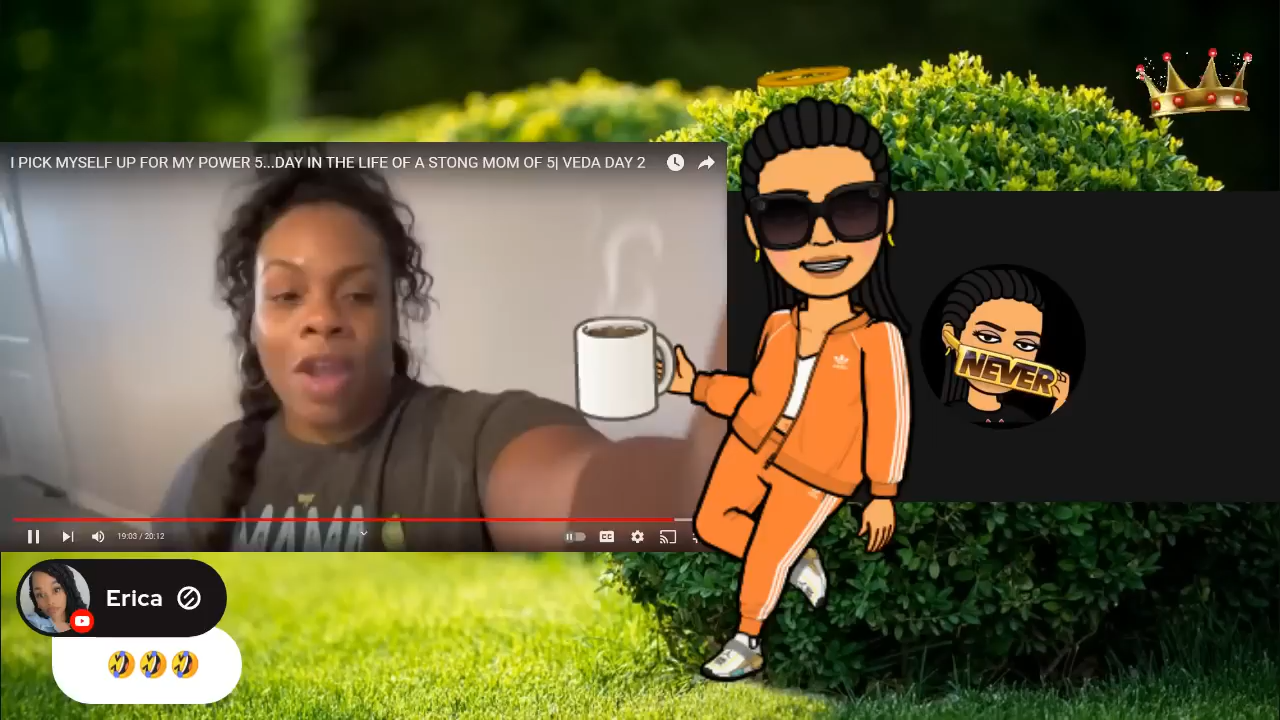 I PICK MYSELF UP FOR MY POWER 5...DAY IN THE LIFE OF A STONG MOM OF 5| VEDA DAY 2
NEVER
MAMA
19:03 / 20:12
CC
Erica